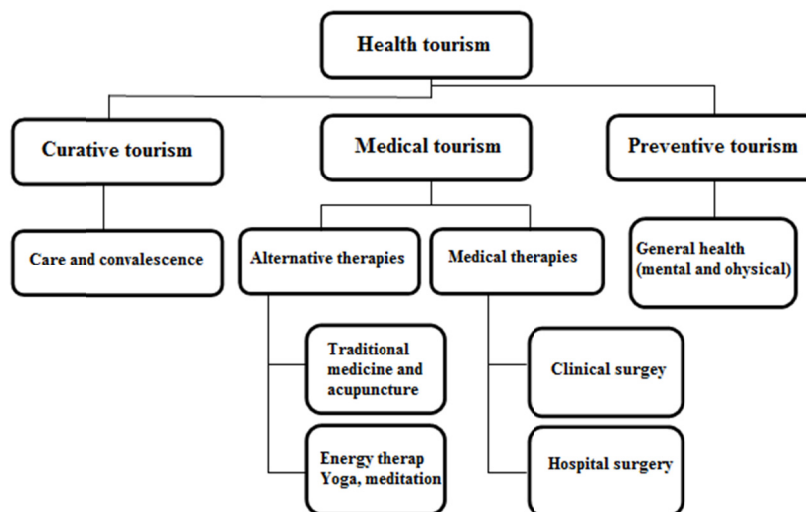 Health tourism
Curative tourism
Medical tourism
Preventive tourism
Care and convalescence
Alternative therapies
Medical therapies
General health
(mental and ohysical)
Traditional
medicine and
acupuncture
Clinical surgey
Energy therap
Yoga, meditation
Hospital surgery